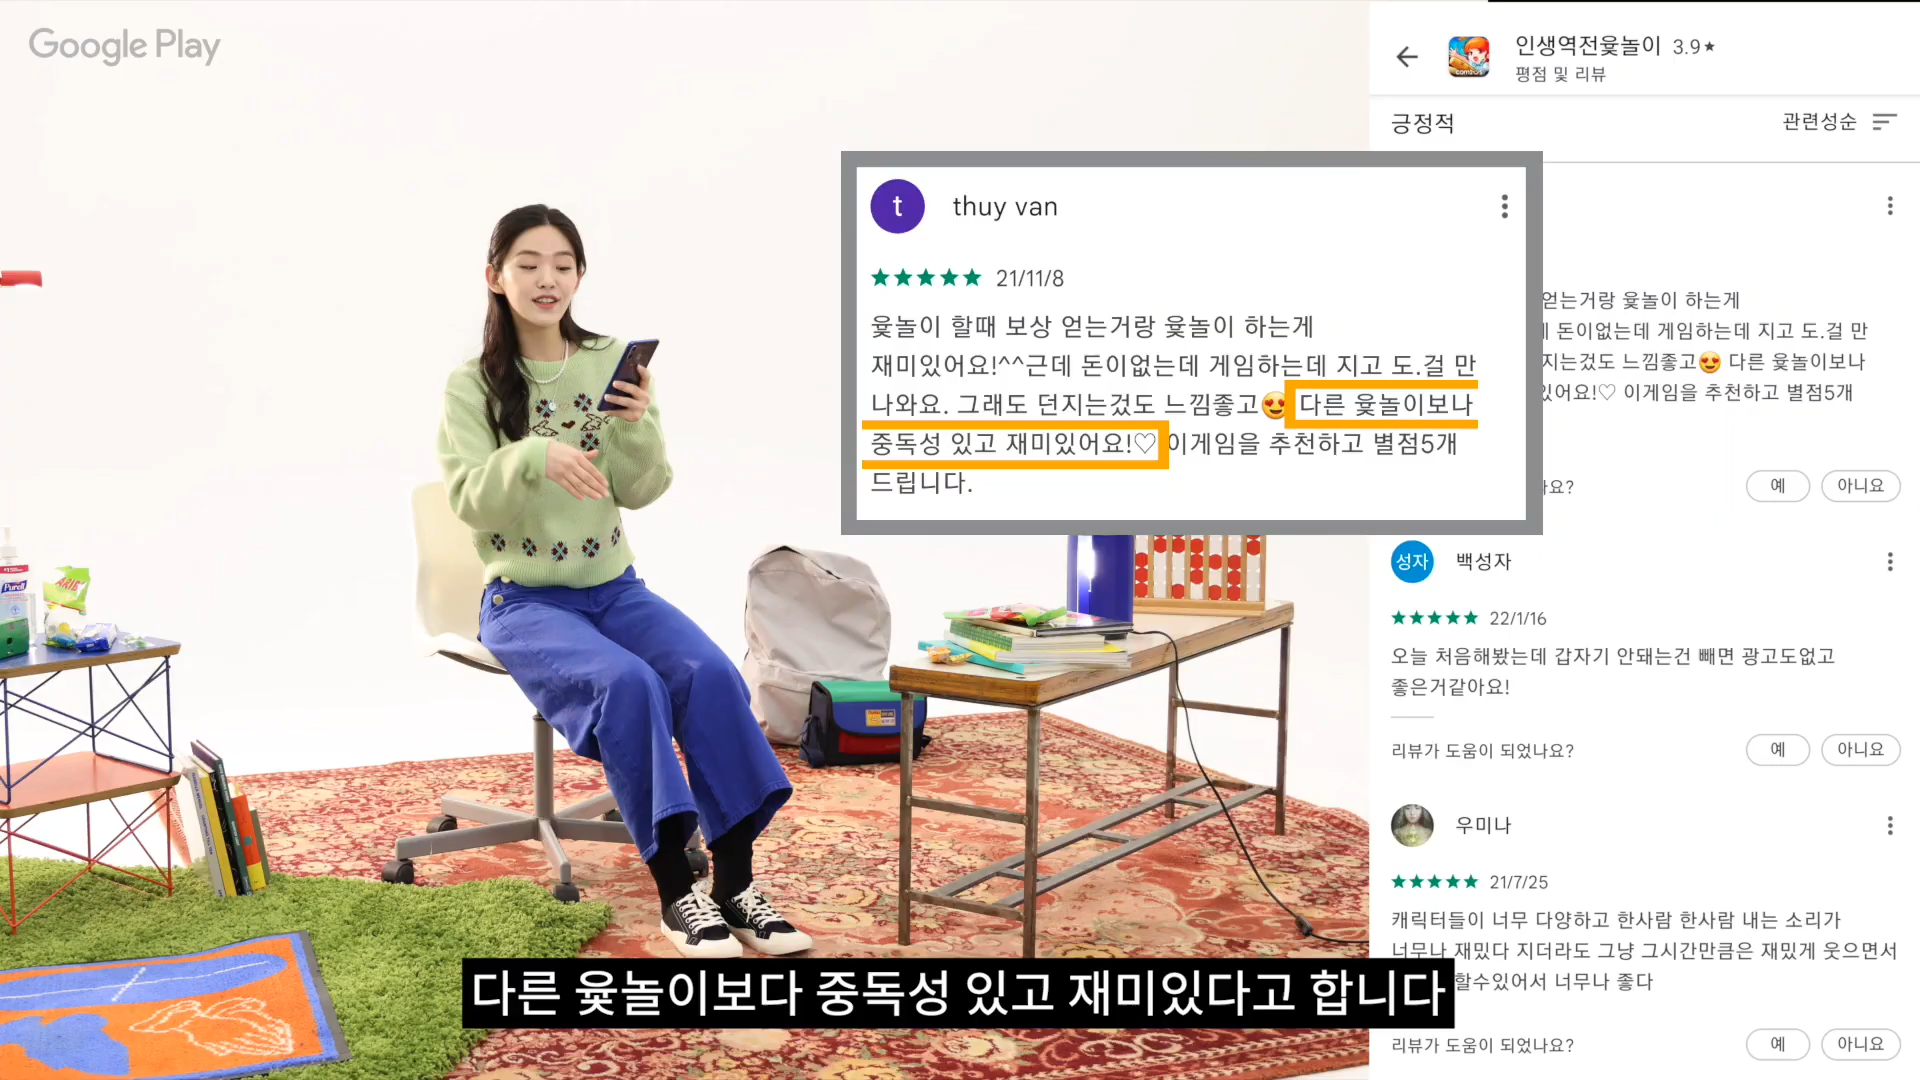 Google Play
인생역전윷놀이 3.9★
평점 및 리뷰
긍정적
관련성순
t thuy van
★★★★★ 21/11/8
윷놀이 할때 보상 얻는거랑 윷놀이 하는게
재미있어요!^^근데 돈이없는데 게임하는데 지고 도.걸 만
나와요. 그래도 던지는것도 느낌좋고😍 다른 윷놀이보나
중독성 있고 재미있어요!♡ 이게임을 추천하고 별점5개
드립니다.
얻는거랑 윷놀이 하는게
돈이없는데 게임하는데 지고 도.걸 만
지는것도 느낌좋고😍 다른 윷놀이보나
있어요!♡ 이게임을 추천하고 별점5개
요?
예
아니요
성자 백성자
★★★★★ 22/1/16
오늘 처음해봤는데 갑자기 안돼는건 빼면 광고도없고
좋은거같아요!
리뷰가 도움이 되었나요?
예
아니요
우미나
★★★★★ 21/7/25
캐릭터들이 너무 다양하고 한사람 한사람 내는 소리가
너무나 재밌다 지더라도 그냥 그시간만큼은 재밌게 웃으면서
할수있어서 너무나 좋다
리뷰가 도움이 되었나요?
예
아니요
Purell
다른 윷놀이보다 중독성 있고 재미있다고 합니다